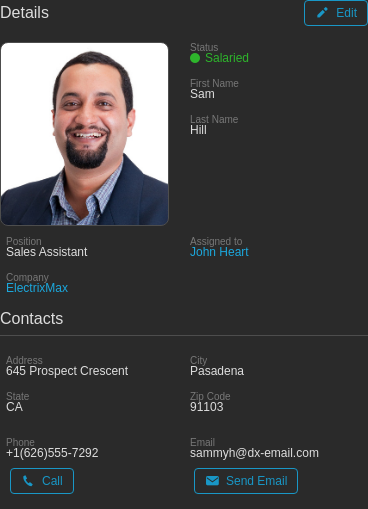 Details
Edit
Status
Salaried
First Name
Sam
Last Name
Hill
Position
Sales Assistant
Assigned to
John Heart
Company
ElectrixMax
Contacts
Address
645 Prospect Crescent
City
Pasadena
State
CA
Zip Code
91103
Phone
+1(626)555-7292
Email
sammyh@dx-email.com
Call
Send Email